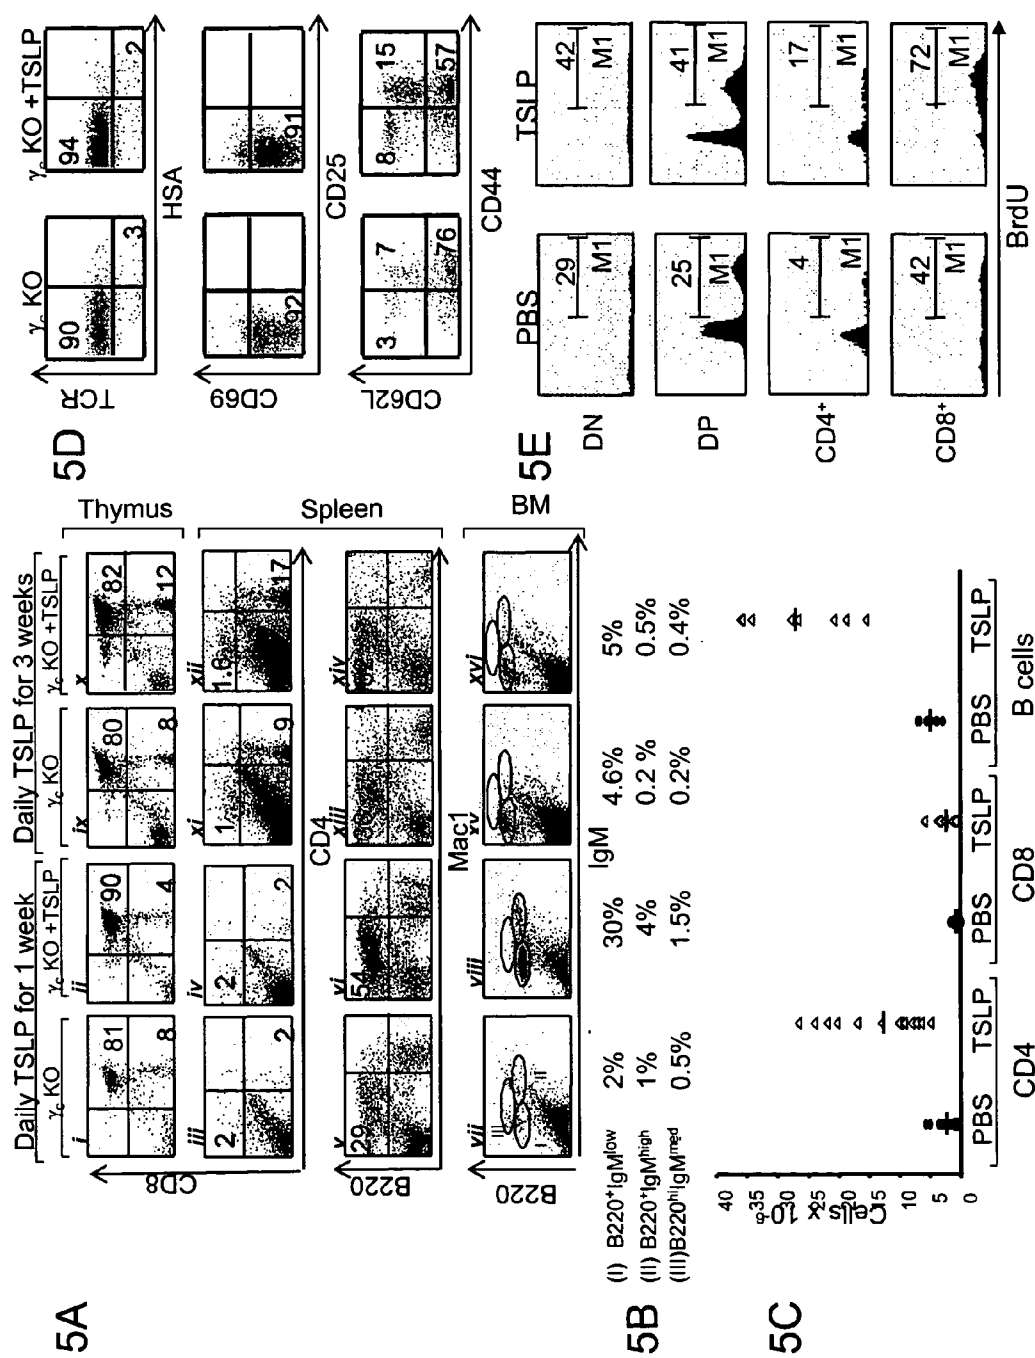 5A
Daily TSLP for 1 week
Daily TSLP for 3 weeks
γc KO
γc KO +TSLP
γc KO
γc KO +TSLP
i
81
8
ii
90
4
ix
80
8
x
82
12
CD8
Thymus
iii
2
2
iv
2
2
xi
1
9
xii
1.6
17
CD4
Spleen
v
29
vi
54
xiii
xiv
B220
Mac1
vii
I
II
III
viii
xv
xvi
B220
IgM
BM
5B
(I) B220+IgMlow 2% 30% 4.6% 5%
(II) B220+IgMhigh 1% 4% 0.2 % 0.5%
(III)B220hiIgMmed 0.5% 1.5% 0.2% 0.4%
5C
Cells x 10-6
40
35
30
25
20
15
10
5
0
PBS TSLP PBS TSLP PBS TSLP
CD4 CD8 B cells
5D
γc KO
γc KO +TSLP
TCR
90
3
94
2
HSA
CD69
92
91
CD25
CD62L
3
7
76
8
15
57
CD44
5E
PBS TSLP
DN
29
M1
42
M1
DP
25
M1
41
M1
CD4+
4
M1
17
M1
CD8+
42
M1
72
M1
BrdU